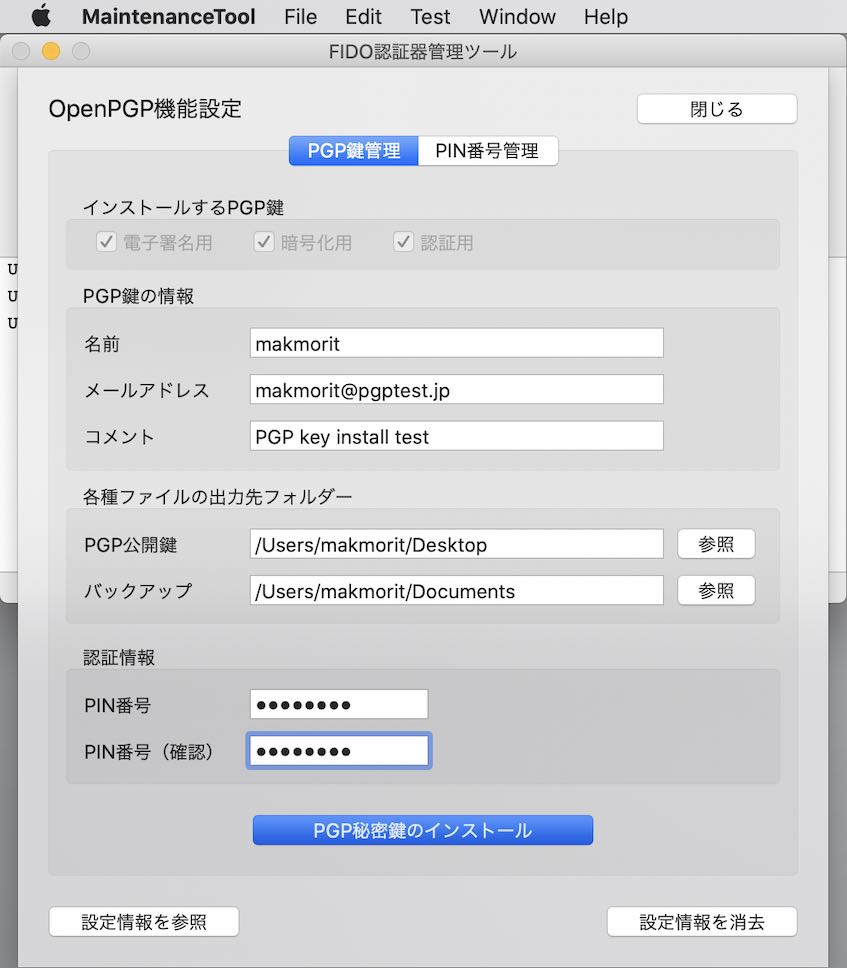 MaintenanceTool File Edit Test Window Help
FIDO認証器管理ツール
OpenPGP機能設定 閉じる
PGP鍵管理 PIN番号管理
インストールするPGP鍵
電子署名用 暗号化用 認証用
U
U
U
PGP鍵の情報
名前 makmorit
メールアドレス makmorit@pgptest.jp
コメント PGP key install test
各種ファイルの出力先フォルダー
PGP公開鍵 /Users/makmorit/Desktop 参照
バックアップ /Users/makmorit/Documents 参照
認証情報
PIN番号 ●●●●●●●●
PIN番号（確認） ●●●●●●●●
PGP秘密鍵のインストール
設定情報を参照 設定情報を消去